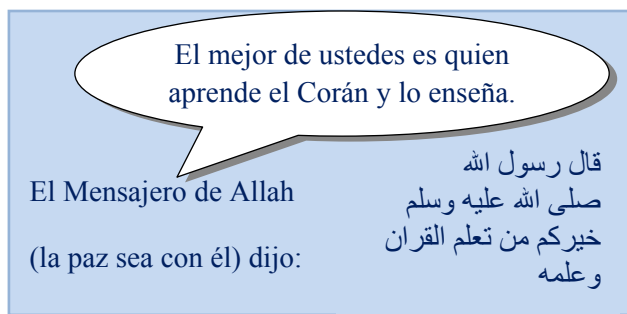 El mejor de ustedes es quien
aprende el Corán y lo enseña.
El Mensajero de Allah
(la paz sea con él) dijo:
قال رسول الله
صلى الله عليه وسلم
خيركم من تعلم القران
وعلمه